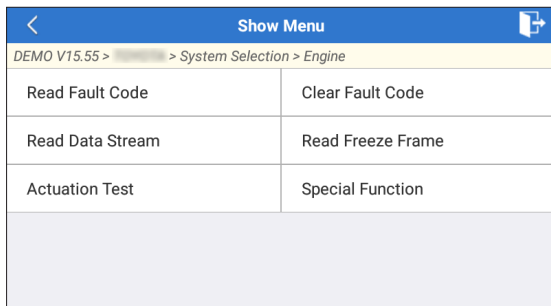 Show Menu
DEMO V15.55 > > System Selection > Engine
Read Fault Code
Clear Fault Code
Read Data Stream
Read Freeze Frame
Actuation Test
Special Function